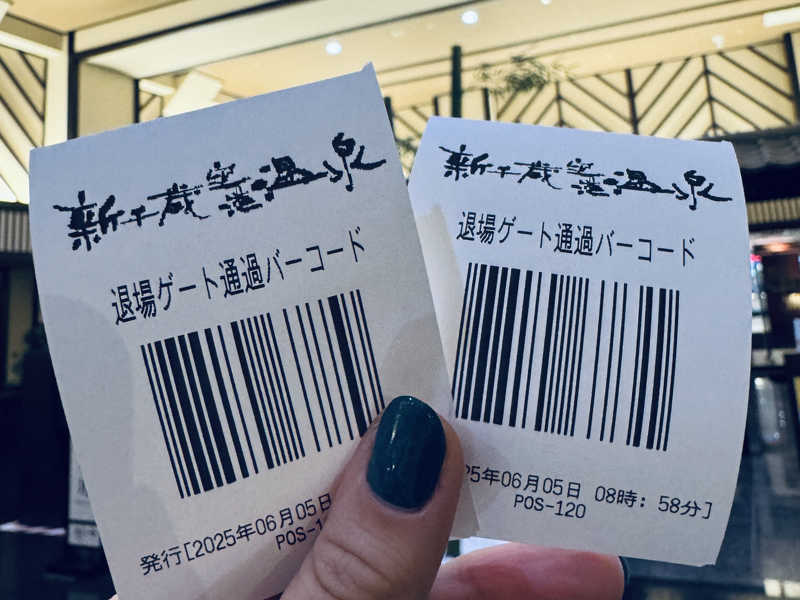 新千歳空港温泉
退場ゲート通過バーコード
発行[2025年06月05日
POS-1
新千歳空港温泉
退場ゲート通過バーコード
25年06月05日 08時: 58分]
POS-120